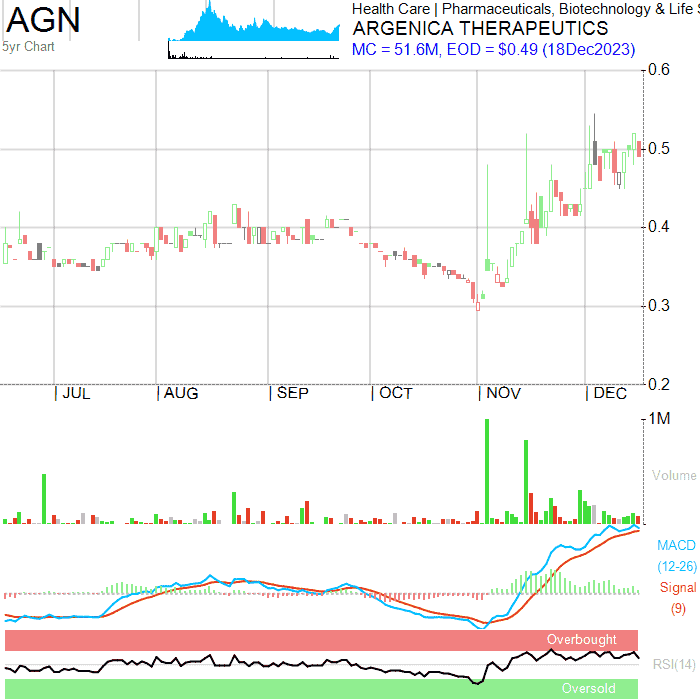 AGN
5yr Chart
Health Care | Pharmaceuticals, Biotechnology & Life S
ARGENICA THERAPEUTICS
MC = 51.6M, EOD = $0.49 (18Dec2023)
0.6
0.5
0.4
0.3
0.2
| JUL | AUG | SEP | OCT | NOV | DEC
1M
Volume
MACD
(12-26)
Signal
(9)
Overbought
RSI(14)
Oversold